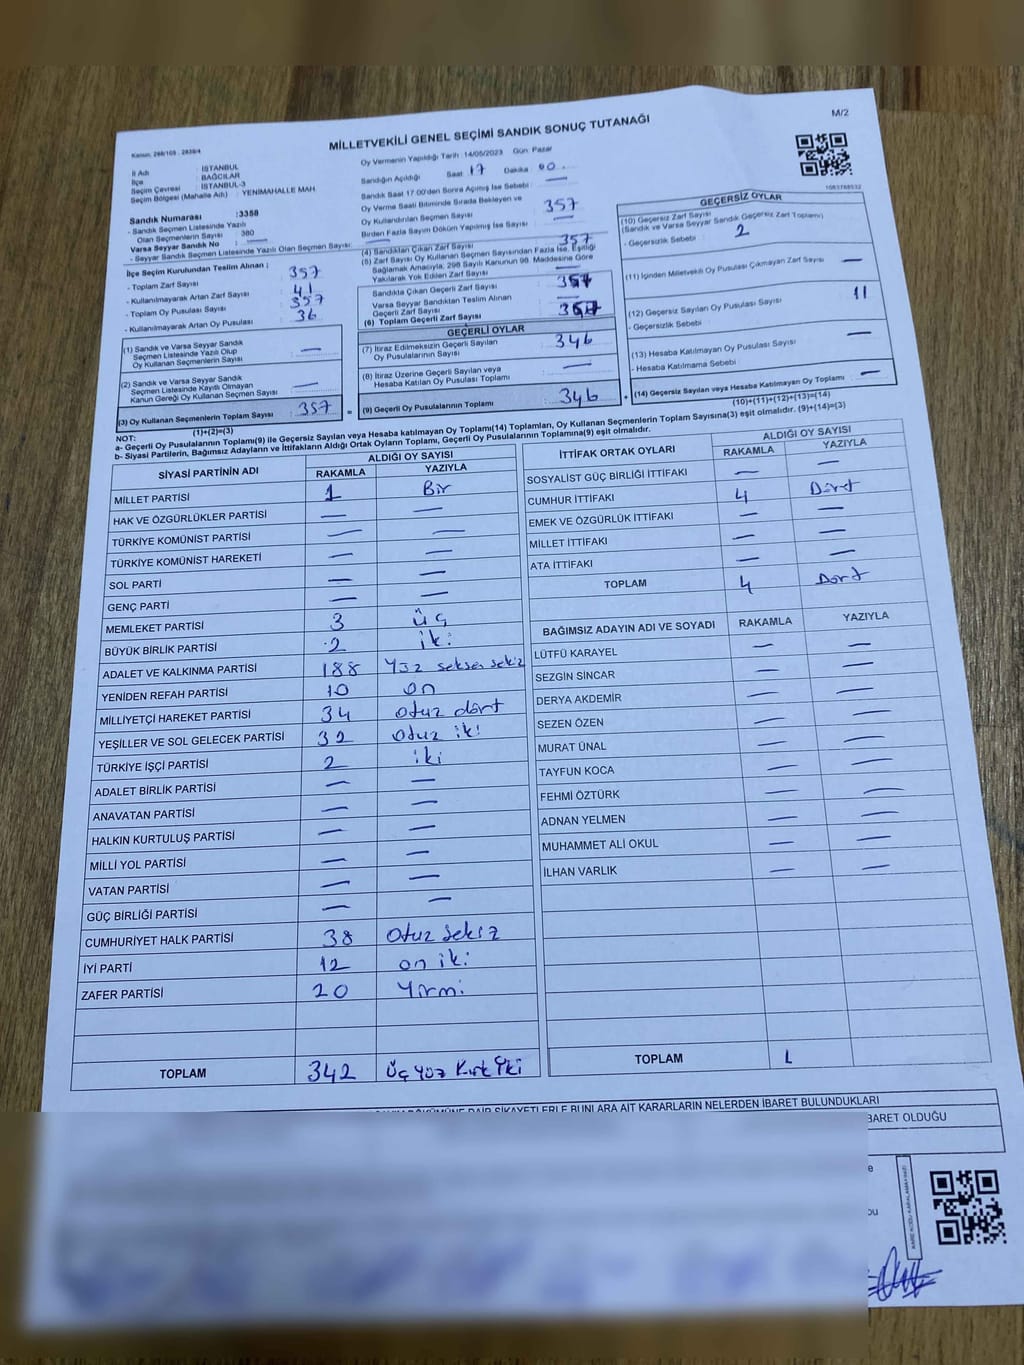 M/2
MİLLETVEKİLİ GENEL SEÇİMİ SANDIK SONUÇ TUTANAĞI
Kanun: 298/105 , 2839/4
İl Adı : İSTANBUL
İlçe : BAĞCILAR
Seçim Çevresi : İSTANBUL-3
Seçim Bölgesi (Mahalle Adı) : YENİMAHALLE MAH.
Sandık Numarası :3358
- Sandık Seçmen Listesinde Yazılı
Olan Seçmenlerin Sayısı : 380
Varsa Seyyar Sandık No : —
- Seyyar Sandık Seçmen Listesinde Yazılı Olan Seçmen Sayısı: —
Oy Vermenin Yapıldığı Tarih :14/05/2023 Gün: Pazar
Sandığın Açıldığı Saat 17 Dakika 00.
Sandık Saat 17:00'den Sonra Açılmış İse Sebebi : —
Oy Verme Saati Bitiminde Sırada Bekleyen ve
Oy Kullandırılan Seçmen Sayısı 357
Birden Fazla Sayım Döküm Yapılmış İse Sayısı : —
İlçe Seçim Kurulundan Teslim Alınan :
- Toplam Zarf Sayısı : 357
- Kullanılmayarak Artan Zarf Sayısı : 41
- Toplam Oy Pusulası Sayısı : 357
- Kullanılmayarak Artan Oy Pusulası : 36
(1) Sandık ve Varsa Seyyar Sandık
Seçmen Listesinde Yazılı Olup
Oy Kullanan Seçmenlerin Sayısı : —
(2) Sandık ve Varsa Seyyar Sandık
Seçmen Listesinde Kayıtlı Olmayan
Kanun Gereği Oy Kullanan Seçmen Sayısı : —
(3) Oy Kullanan Seçmenlerin Toplam Sayısı : 357
(1)+(2)=(3)
(4) Sandıktan Çıkan Zarf Sayısı 357
(5) Zarf Sayısı Oy Kullanan Seçmen Sayısından Fazla İse, Eşitliği
Sağlamak Amacıyla, 298 Sayılı Kanunun 98. Maddesine Göre
Yakılarak Yok Edilen Zarf Sayısı —
Sandıkta Çıkan Geçerli Zarf Sayısı 357
Varsa Seyyar Sandıktan Teslim Alınan
Geçerli Zarf Sayısı —
(6) Toplam Geçerli Zarf Sayısı
GEÇERLİ OYLAR
(7) İtiraz Edilmeksizin Geçerli Sayılan
Oy Pusulalarının Sayısı 346
(8) İtiraz Üzerine Geçerli Sayılan veya
Hesaba Katılan Oy Pusulası Toplamı —
= (9) Geçerli Oy Pusulalarının Toplamı 346
GEÇERSİZ OYLAR
(10) Geçersiz Zarf Sayısı
(Sandık ve Varsa Seyyar Sandık Geçersiz Zarf Toplamı)
- Geçersizlik Sebebi : 2
(11) İçinden Milletvekili Oy Pusulası Çıkmayan Zarf Sayısı —
(12) Geçersiz Sayılan Oy Pusulası Sayısı 11
- Geçersizlik Sebebi :
(13) Hesaba Katılmayan Oy Pusulası Sayısı —
- Hesaba Katılmama Sebebi :
+ (14) Geçersiz Sayılan veya Hesaba Katılmayan Oy Toplamı —
(10)+(11)+(12)+(13)=(14)
NOT:
a- Geçerli Oy Pusulalarının Toplamı(9) ile Geçersiz Sayılan veya Hesaba katılmayan Oy Toplamı(14) Toplamları, Oy Kullanan Seçmenlerin Toplam Sayısına(3) eşit olmalıdır. (9)+(14)=(3)
b- Siyasi Partilerin, Bağımsız Adayların ve İttifakların Aldığı Ortak Oyların Toplamı, Geçerli Oy Pusulalarının Toplamına(9) eşit olmalıdır.
SİYASİ PARTİNİN ADI ALDIĞI OY SAYISI
RAKAMLA YAZIYLA
MİLLET PARTİSİ 1 Bir
HAK VE ÖZGÜRLÜKLER PARTİSİ — —
TÜRKİYE KOMÜNİST PARTİSİ — —
TÜRKİYE KOMÜNİST HAREKETİ — —
SOL PARTİ — —
GENÇ PARTİ — —
MEMLEKET PARTİSİ 3 üç
BÜYÜK BİRLİK PARTİSİ 2 iki
ADALET VE KALKINMA PARTİSİ 188 Yüz seksen sekiz
YENİDEN REFAH PARTİSİ 10 on
MİLLİYETÇİ HAREKET PARTİSİ 34 otuz dört
YEŞİLLER VE SOL GELECEK PARTİSİ 32 otuz iki
TÜRKİYE İŞÇİ PARTİSİ 2 iki
ADALET BİRLİK PARTİSİ — —
ANAVATAN PARTİSİ — —
HALKIN KURTULUŞ PARTİSİ — —
MİLLİ YOL PARTİSİ — —
VATAN PARTİSİ — —
GÜÇ BİRLİĞİ PARTİSİ — —
CUMHURİYET HALK PARTİSİ 38 Otuz sekiz
İYİ PARTİ 12 on iki
ZAFER PARTİSİ 20 Yirmi
TOPLAM 342 Üç yüz Kırk iki
İTTİFAK ORTAK OYLARI ALDIĞI OY SAYISI
RAKAMLA YAZIYLA
SOSYALİST GÜÇ BİRLİĞİ İTTİFAKI — —
CUMHUR İTTİFAKI 4 Dört
EMEK VE ÖZGÜRLÜK İTTİFAKI — —
MİLLET İTTİFAKI — —
ATA İTTİFAKI — —
TOPLAM 4 Dört
BAĞIMSIZ ADAYIN ADI VE SOYADI RAKAMLA YAZIYLA
LÜTFÜ KARAYEL — —
SEZGİN SİNCAR — —
DERYA AKDEMİR — —
SEZEN ÖZEN — —
MURAT ÜNAL — —
TAYFUN KOCA — —
FEHMİ ÖZTÜRK — —
ADNAN YELMEN — —
MUHAMMET ALİ OKUL — —
İLHAN VARLIK — —
TOPLAM
DÖKÜMÜNE DAİR ŞİKAYETLERLE BUNLARA AİT KARARLARIN NELERDEN İBARET BULUNDUKLARI
BARET OLDUĞU
KARE KODU KARALAMAYINIZ!